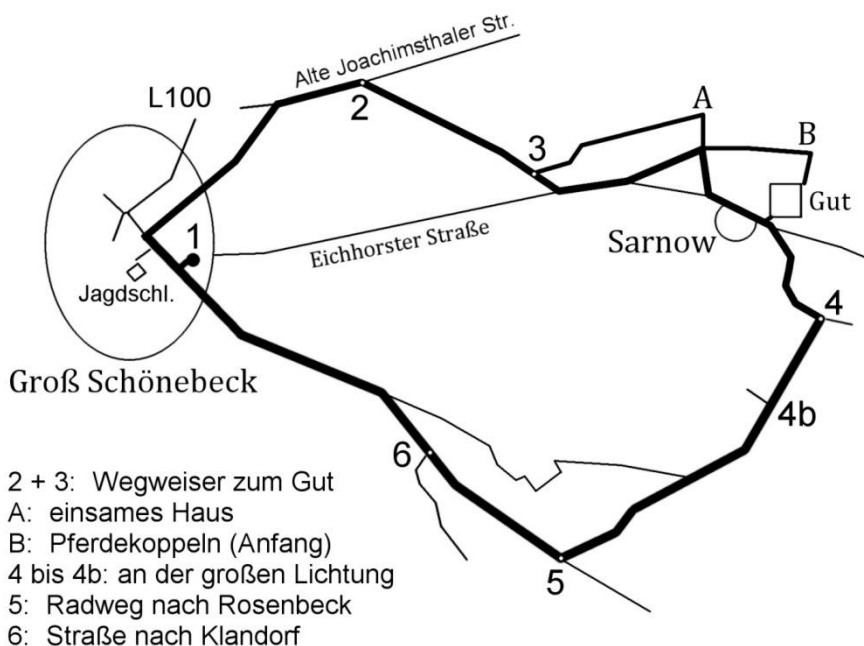 Alte Joachimsthaler Str.
L100
2
A
B
3
1
Gut
Eichhorster Straße
Sarnow
Jagdschl.
4
Groß Schönebeck
4b
6
5
2 + 3: Wegweiser zum Gut
A: einsames Haus
B: Pferdekoppeln (Anfang)
4 bis 4b: an der großen Lichtung
5: Radweg nach Rosenbeck
6: Straße nach Klandorf